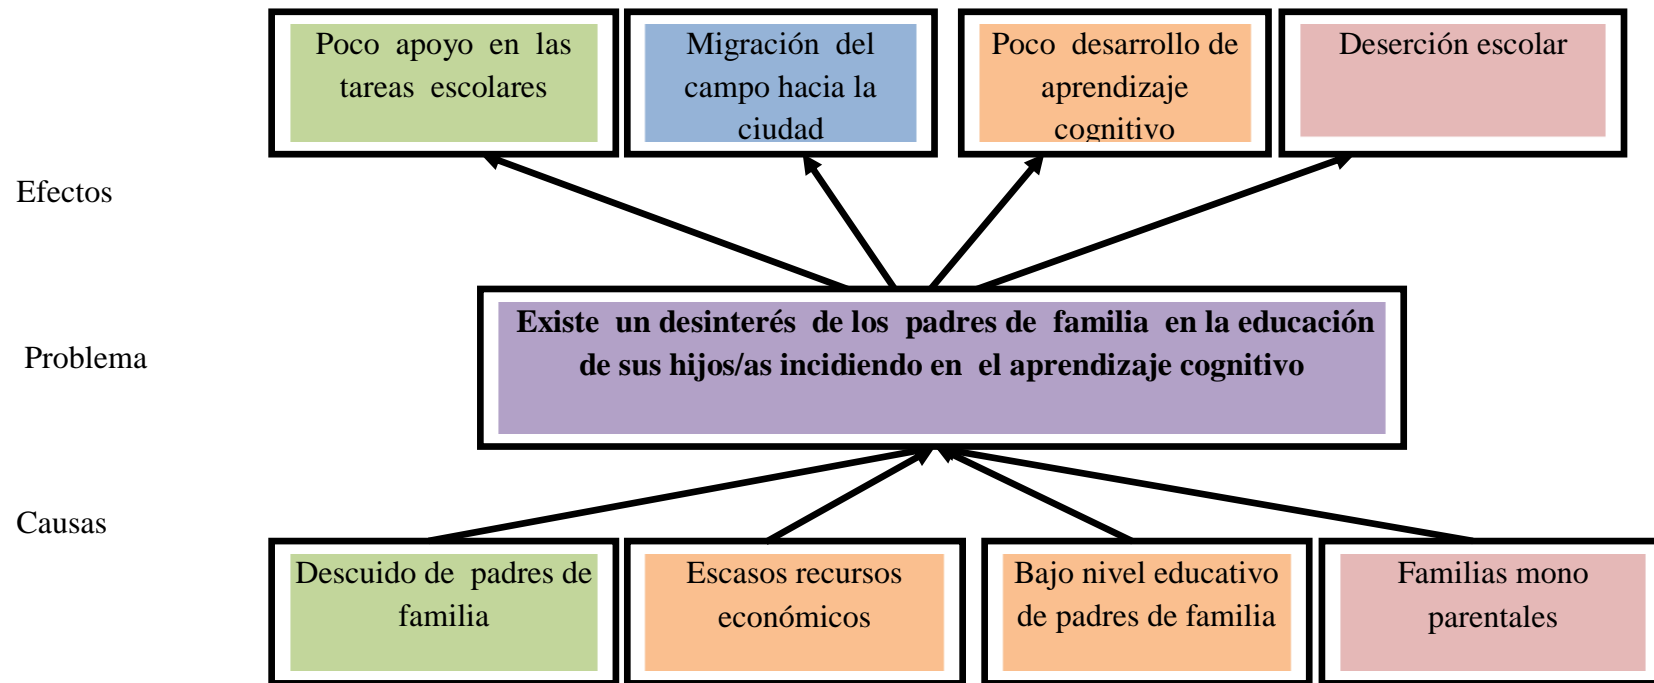 Poco apoyo en las
tareas escolares
Migración del
campo hacia la
ciudad
Poco desarrollo de
aprendizaje
cognitivo
Deserción escolar
Efectos
Existe un desinterés de los padres de familia en la educación
de sus hijos/as incidiendo en el aprendizaje cognitivo
Problema
Causas
Descuido de padres de
familia
Escasos recursos
económicos
Bajo nivel educativo
de padres de familia
Familias mono
parentales